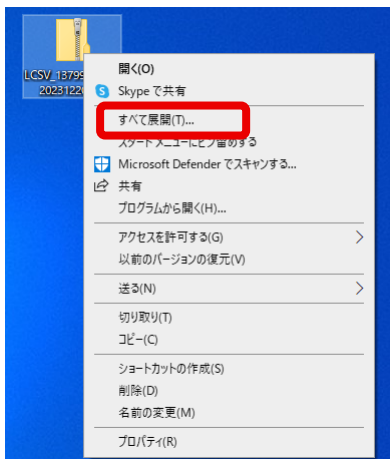 LCSV_13799
2023122
開く(O)
Skype で共有
すべて展開(T)...
スタート メニューにピン留めする
Microsoft Defender でスキャンする...
共有
プログラムから開く(H)...
アクセスを許可する(G)
以前のバージョンの復元(V)
送る(N)
切り取り(T)
コピー(C)
ショートカットの作成(S)
削除(D)
名前の変更(M)
プロパティ(R)